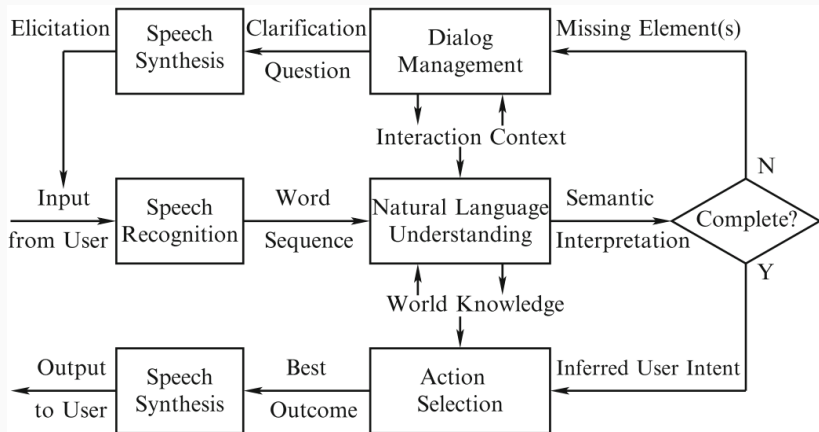 Elicitation
Speech
Synthesis
Clarification
Question
Dialog
Management
Missing Element(s)
Interaction Context
N
Input
from User
Speech
Recognition
Word
Sequence
Natural Language
Understanding
Semantic
Interpretation
Complete?
Y
World Knowledge
Output
to User
Speech
Synthesis
Best
Outcome
Action
Selection
Inferred User Intent